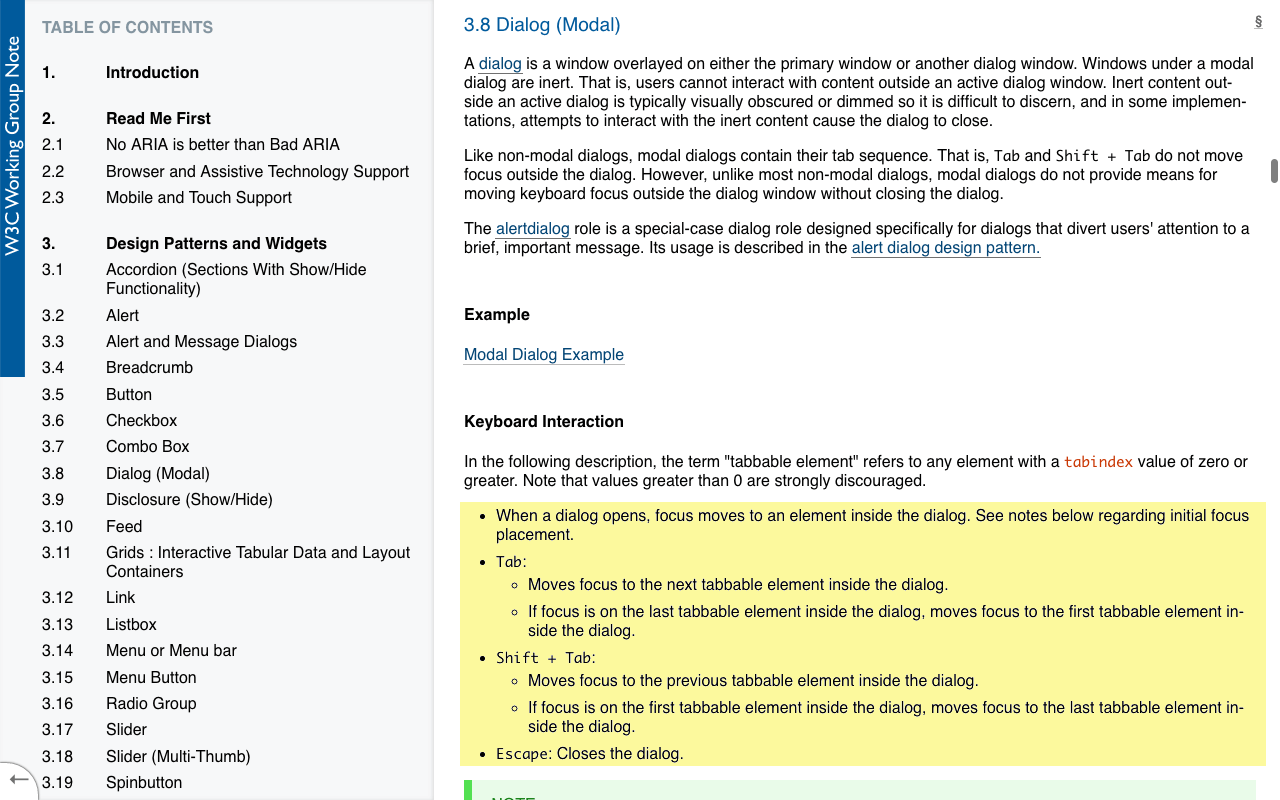 W3C Working Group Note
TABLE OF CONTENTS
1. Introduction
2. Read Me First
2.1 No ARIA is better than Bad ARIA
2.2 Browser and Assistive Technology Support
2.3 Mobile and Touch Support
3. Design Patterns and Widgets
3.1 Accordion (Sections With Show/Hide
Functionality)
3.2 Alert
3.3 Alert and Message Dialogs
3.4 Breadcrumb
3.5 Button
3.6 Checkbox
3.7 Combo Box
3.8 Dialog (Modal)
3.9 Disclosure (Show/Hide)
3.10 Feed
3.11 Grids : Interactive Tabular Data and Layout
Containers
3.12 Link
3.13 Listbox
3.14 Menu or Menu bar
3.15 Menu Button
3.16 Radio Group
3.17 Slider
3.18 Slider (Multi-Thumb)
3.19 Spinbutton
←
3.8 Dialog (Modal) §
A dialog is a window overlayed on either the primary window or another dialog window. Windows under a modal
dialog are inert. That is, users cannot interact with content outside an active dialog window. Inert content out-
side an active dialog is typically visually obscured or dimmed so it is difficult to discern, and in some implemen-
tations, attempts to interact with the inert content cause the dialog to close.
Like non-modal dialogs, modal dialogs contain their tab sequence. That is, Tab and Shift + Tab do not move
focus outside the dialog. However, unlike most non-modal dialogs, modal dialogs do not provide means for
moving keyboard focus outside the dialog window without closing the dialog.
The alertdialog role is a special-case dialog role designed specifically for dialogs that divert users' attention to a
brief, important message. Its usage is described in the alert dialog design pattern.
Example
Modal Dialog Example
Keyboard Interaction
In the following description, the term "tabbable element" refers to any element with a tabindex value of zero or
greater. Note that values greater than 0 are strongly discouraged.
• When a dialog opens, focus moves to an element inside the dialog. See notes below regarding initial focus
placement.
• Tab:
◦ Moves focus to the next tabbable element inside the dialog.
◦ If focus is on the last tabbable element inside the dialog, moves focus to the first tabbable element in-
side the dialog.
• Shift + Tab:
◦ Moves focus to the previous tabbable element inside the dialog.
◦ If focus is on the first tabbable element inside the dialog, moves focus to the last tabbable element in-
side the dialog.
• Escape: Closes the dialog.
NOTE